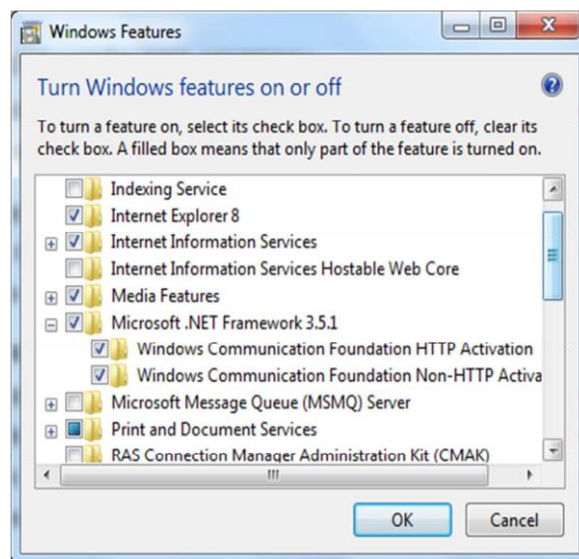 Windows Features
Turn Windows features on or off
To turn a feature on, select its check box. To turn a feature off, clear its
check box. A filled box means that only part of the feature is turned on.
Indexing Service
Internet Explorer 8
Internet Information Services
Internet Information Services Hostable Web Core
Media Features
Microsoft .NET Framework 3.5.1
Windows Communication Foundation HTTP Activation
Windows Communication Foundation Non-HTTP Activa
Microsoft Message Queue (MSMQ) Server
Print and Document Services
RAS Connection Manager Administration Kit (CMAK)
OK
Cancel